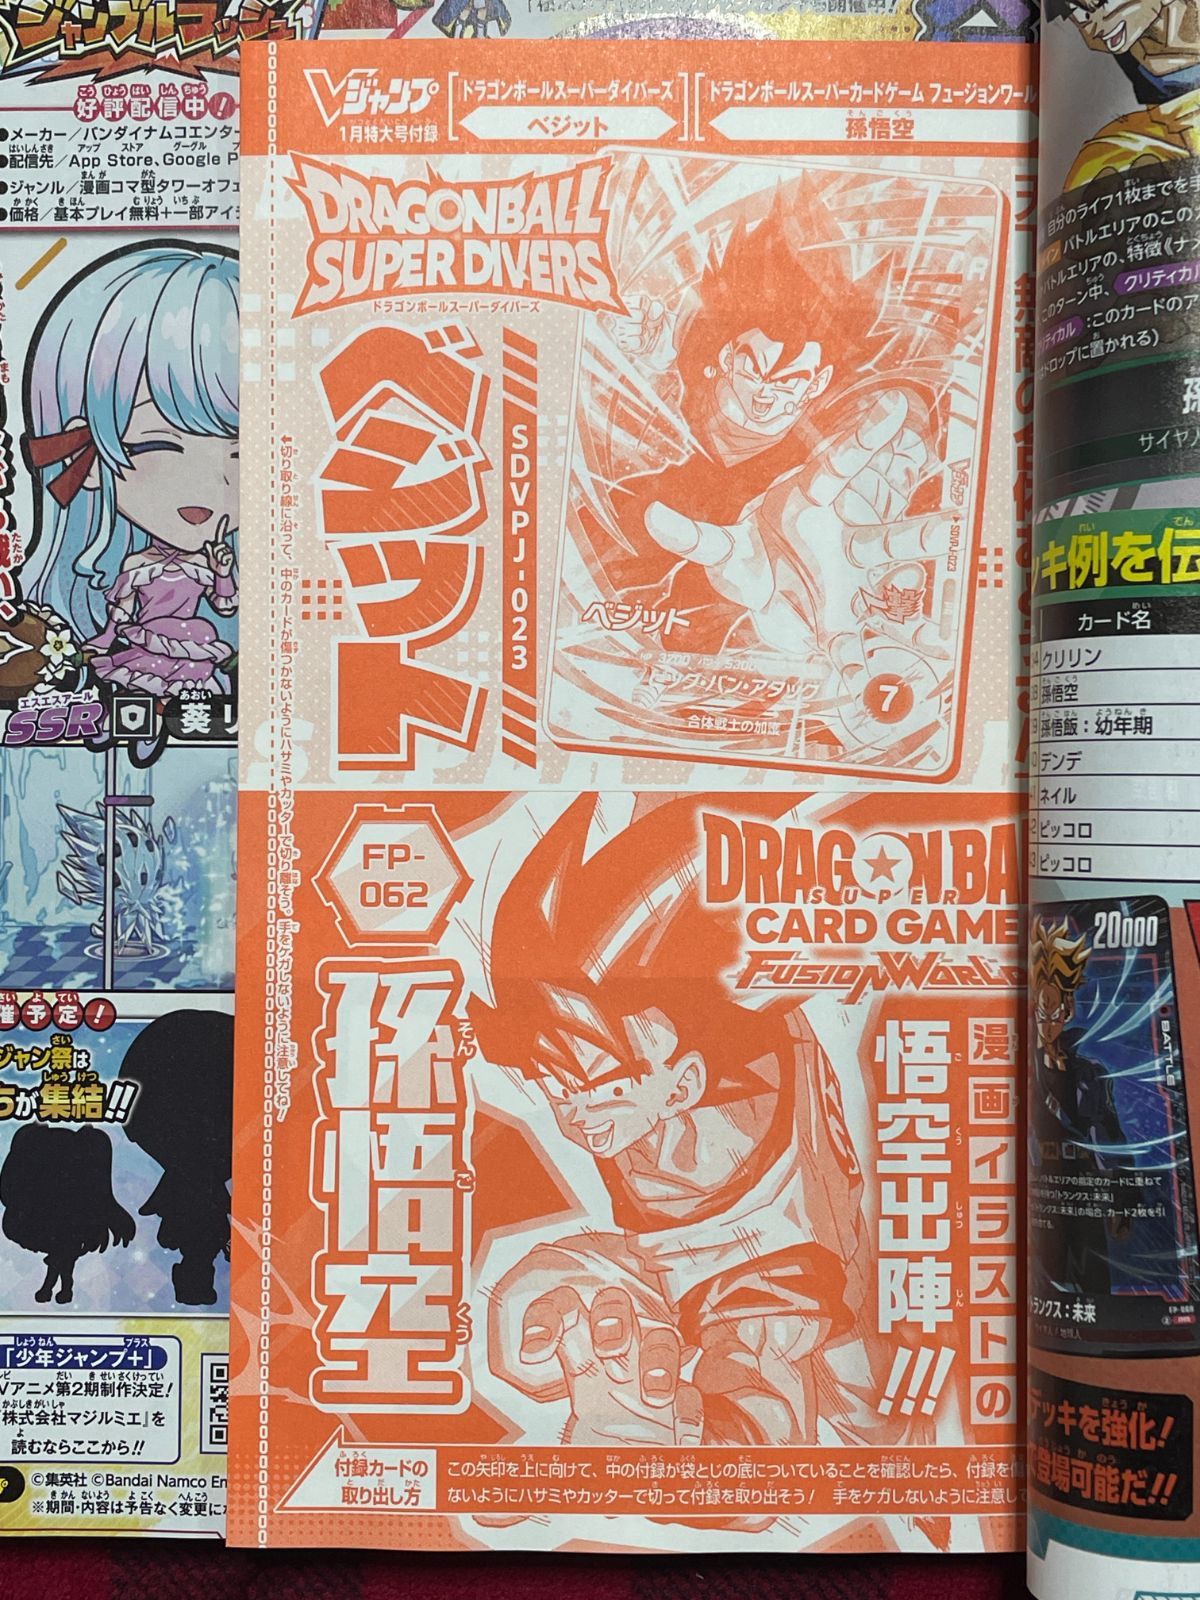 ジャンブルラッシュ
好評配信中!
●メーカー/バンダイナムコエンター
●配信先/App Store、Google P
●ジャンル/漫画コマ型タワーオフェ
●価格/基本プレイ無料+一部アイテ
エスエスアール
SSR
葵リ
催予定!
ジャン祭は
ちが集結!!
「少年ジャンプ+」
Vアニメ第2期制作決定!
『株式会社マジルミエ』を
読むならここから!!
©集英社 ©Bandai Namco En
※期間・内容は予告なく変更にな
Vジャンプ
1月特大号付録
ドラゴンボールスーパーダイバーズ
ベジット
ドラゴンボールスーパーカードゲーム フュージョンワール
孫悟空
DRAGONBALL
SUPER DIVERS
ドラゴンボールスーパーダイバーズ
ベジット
SDVPJ-023
ベジット
7
合体戦士の加護
切り取り線に沿って、中のカードが傷つかないようにハサミやカッターで切り離そう。手をケガしないように注意してね!
FP-
062
孫悟空
DRAGON BA
SUPER
CARD GAME
FUSION WORL
漫画イラストの
悟空出陣!!!
付録カードの
取り出し方
この矢印を上に向けて、中の付録が袋とじの底についていることを確認したら、付録を傷
ないようにハサミやカッターで切って付録を取り出そう! 手をケガしないように注意して
自分のライフ1枚までを手
バトルエリアのこの
バトルエリアの、特徴《ナ
このターン中、クリティカル
:このカードのア
はドロップに置かれる)
サイヤ
キ例を伝
カード名
クリリン
孫悟空
孫悟飯:幼年期
デンデ
ネイル
ピッコロ
ピッコロ
20000
BATTLE
トランクス:未来
デッキを強化!
登場可能だ!!